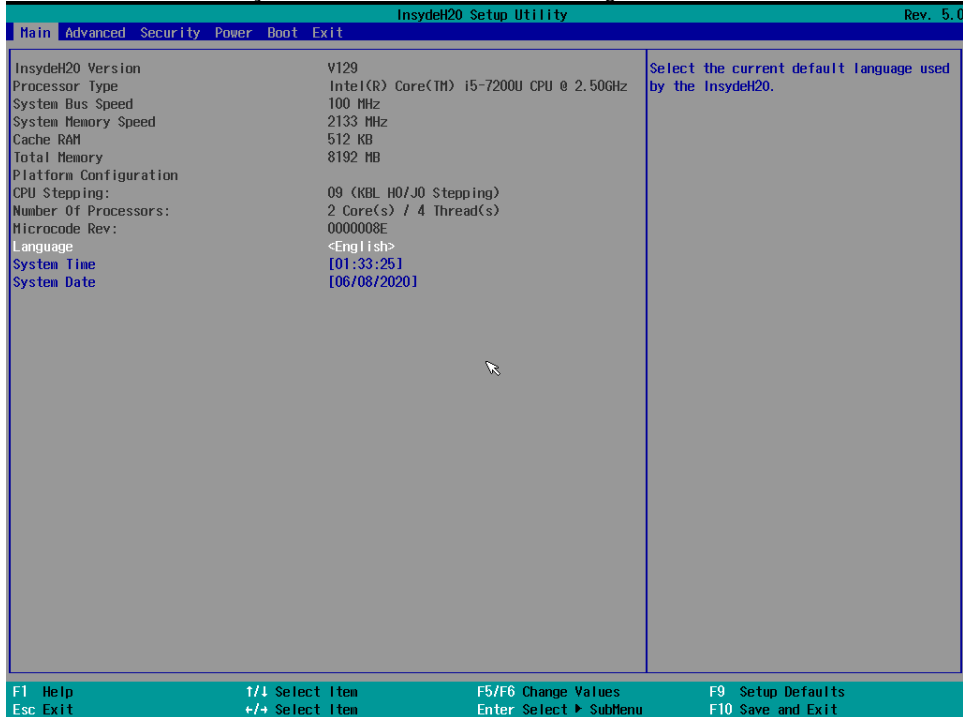 InsydeH20 Setup Utility Rev. 5.0
Main Advanced Security Power Boot Exit
InsydeH20 Version V129
Processor Type Intel(R) Core(TM) i5-7200U CPU @ 2.50GHz
System Bus Speed 100 MHz
System Memory Speed 2133 MHz
Cache RAM 512 KB
Total Memory 8192 MB
Platform Configuration
CPU Stepping: 09 (KBL H0/J0 Stepping)
Number Of Processors: 2 Core(s) / 4 Thread(s)
Microcode Rev: 0000008E
Language <English>
System Time [01:33:25]
System Date [06/08/2020]
Select the current default language used
by the InsydeH20.
F1 Help ↑/↓ Select Item F5/F6 Change Values F9 Setup Defaults
Esc Exit ←/→ Select Item Enter Select ▶ SubMenu F10 Save and Exit